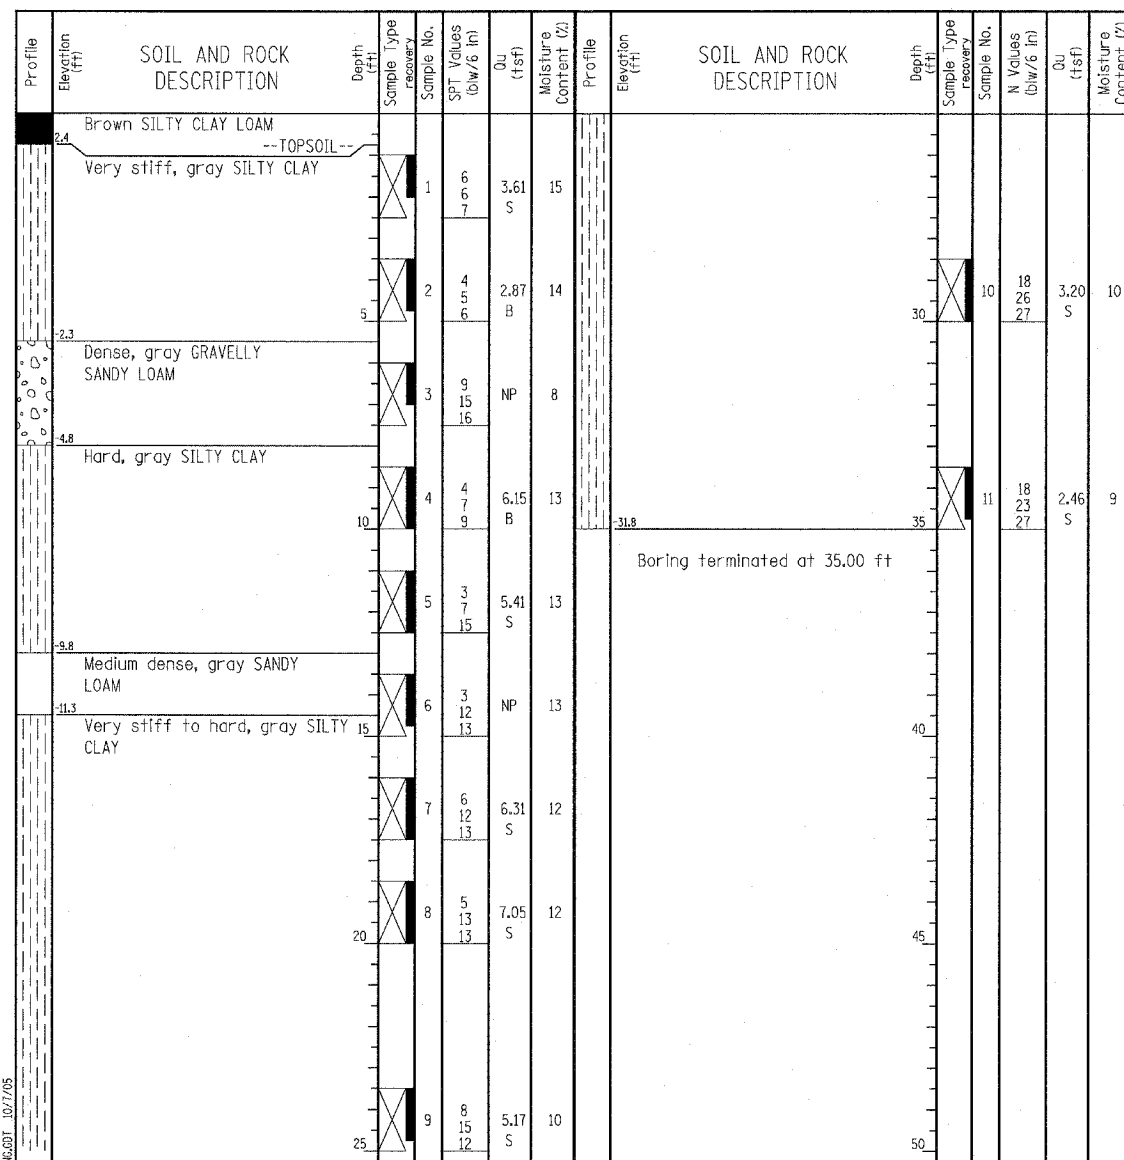 Profile
Elevation (ft)
SOIL AND ROCK
DESCRIPTION
Depth (ft)
Sample Type
recovery
Sample No.
SPT Values
(blw/6 in)
Qu
(tsf)
Moisture
Content (%)
Brown SILTY CLAY LOAM
2.4
--TOPSOIL--
Very stiff, gray SILTY CLAY
1
6
6
7
3.61
S
15
2
4
5
6
2.87
B
14
5
-2.3
Dense, gray GRAVELLY
SANDY LOAM
3
9
15
16
NP
8
-4.8
Hard, gray SILTY CLAY
4
4
7
9
6.15
B
13
10
5
3
7
15
5.41
S
13
-9.8
Medium dense, gray SANDY
LOAM
6
3
12
13
NP
13
-11.3
Very stiff to hard, gray SILTY
CLAY
15
7
6
12
13
6.31
S
12
8
5
13
13
7.05
S
12
20
9
8
15
12
5.17
S
10
25
Profile
Elevation (ft)
SOIL AND ROCK
DESCRIPTION
Depth (ft)
Sample Type
recovery
Sample No.
N Values
(blw/6 in)
Qu
(tsf)
Moisture
Content (%)
10
18
26
27
3.20
S
10
30
11
18
23
27
2.46
S
9
35
-31.8
Boring terminated at 35.00 ft
40
45
50
10/7/05